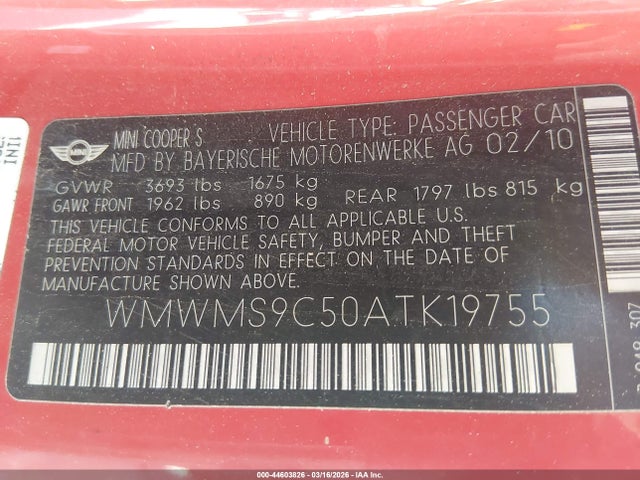 MINI COOPER S VEHICLE TYPE: PASSENGER CAR
MINI
MFD BY BAYERISCHE MOTORENWERKE AG 02/10
GVWR 3693 lbs 1675 kg
GAWR FRONT 1962 lbs 890 kg REAR 1797 lbs 815 kg
THIS VEHICLE CONFORMS TO ALL APPLICABLE U.S.
FEDERAL MOTOR VEHICLE SAFETY, BUMPER AND THEFT
PREVENTION STANDARDS IN EFFECT ON THE DATE OF
MANUFACTURE SHOWN ABOVE.
WMWMS9C50ATK19755
000-44603826 - 03/16/2026 - IAA Inc.